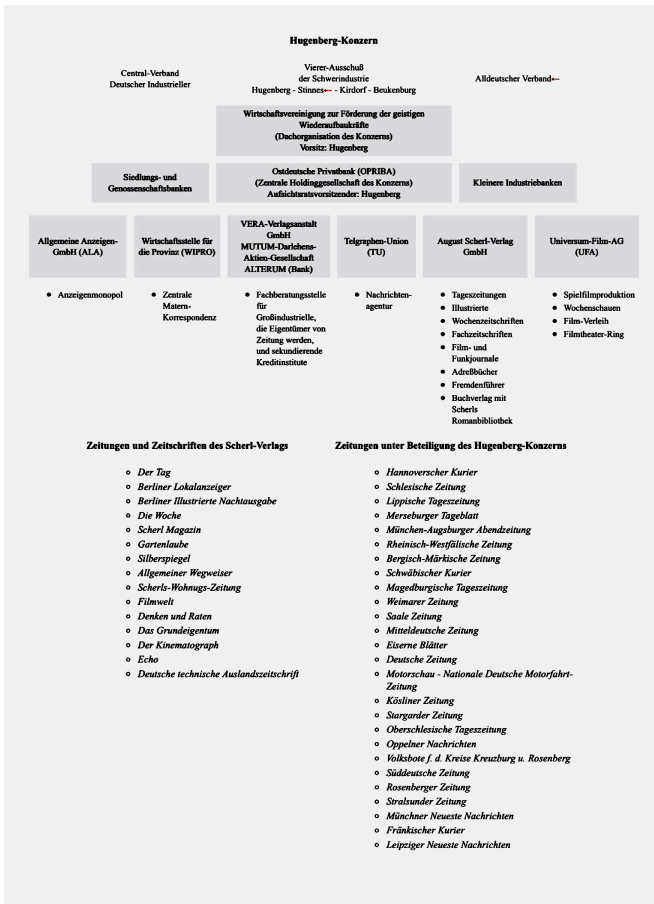 Hugenberg-Konzern
Central-Verband
Deutscher Industrieller
Vierer-Ausschuß
der Schwerindustrie
Hugenberg - Stinnes← - Kirdorf - Beukenburg
Alldeutscher Verband←
Wirtschaftsvereinigung zur Förderung der geistigen
Wiederaufbaukräfte
(Dachorganisation des Konzerns)
Vorsitz: Hugenberg
Siedlungs- und
Genossenschaftsbanken
Ostdeutsche Privatbank (OPRIBA)
(Zentrale Holdinggesellschaft des Konzerns)
Aufsichtsratsvorsitzender: Hugenberg
Kleinere Industriebanken
Allgemeine Anzeigen-
GmbH (ALA)
Wirtschaftsstelle für
die Provinz (WIPRO)
VERA-Verlagsanstalt
GmbH
MUTUM-Darlehens-
Aktien-Gesellschaft
ALTERUM (Bank)
Telgraphen-Union
(TU)
August Scherl-Verlag
GmbH
Universum-Film-AG
(UFA)
• Anzeigenmonopol
• Zentrale
Matern-
Korrespondenz
• Fachberatungsstelle
für
Großindustrielle,
die Eigentümer von
Zeitung werden,
und sekundierende
Kreditinstitute
• Nachrichten-
agentur
• Tageszeitungen
• Illustrierte
• Wochenzeitschriften
• Fachzeitschriften
• Film- und
Funkjournale
• Adreßbücher
• Fremdenführer
• Buchverlag mit
Scherls
Romanbibliothek
• Spielfilmproduktion
• Wochenschauen
• Film-Verleih
• Filmtheater-Ring
Zeitungen und Zeitschriften des Scherl-Verlags
Der Tag
Berliner Lokalanzeiger
Berliner Illustrierte Nachtausgabe
Die Woche
Scherl Magazin
Gartenlaube
Silberspiegel
Allgemeiner Wegweiser
Scherls-Wohnugs-Zeitung
Filmwelt
Denken und Raten
Das Grundeigentum
Der Kinematograph
Echo
Deutsche technische Auslandszeitschrift
Zeitungen unter Beteiligung des Hugenberg-Konzerns
Hannoverscher Kurier
Schlesische Zeitung
Lippische Tageszeitung
Merseburger Tageblatt
München-Augsburger Abendzeitung
Rheinisch-Westfälische Zeitung
Bergisch-Märkische Zeitung
Schwäbischer Kurier
Magedburgische Tageszeitung
Weimarer Zeitung
Saale Zeitung
Mitteldeutsche Zeitung
Eiserne Blätter
Deutsche Zeitung
Motorschau - Nationale Deutsche Motorfahrt-
Zeitung
Kösliner Zeitung
Stargarder Zeitung
Oberschlesische Tageszeitung
Oppelner Nachrichten
Volksbote f. d. Kreise Kreuzburg u. Rosenberg
Süddeutsche Zeitung
Rosenberger Zeitung
Stralsunder Zeitung
Münchner Neueste Nachrichten
Fränkischer Kurier
Leipziger Neueste Nachrichten